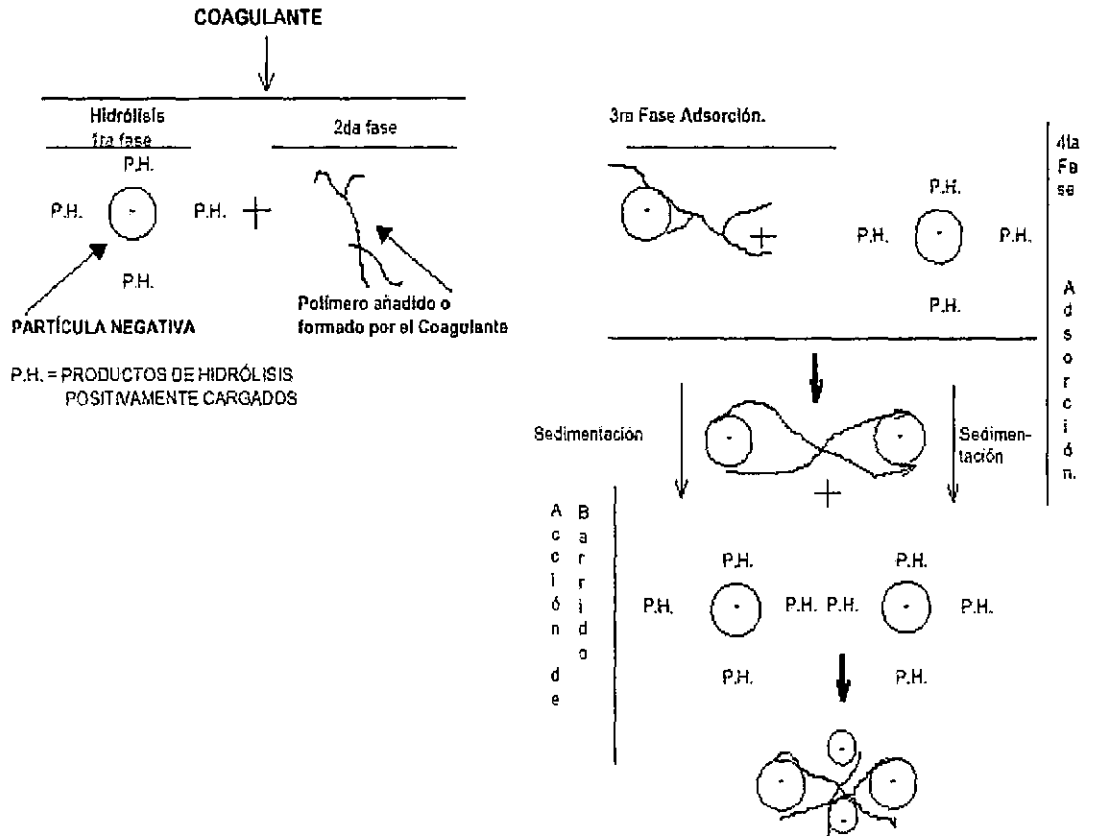 COAGULANTE
Hidrólisis
1ra fase
2da fase
P.H.
P.H.
-
P.H.
+
P.H.
PARTÍCULA NEGATIVA
Polímero añadido o
formado por el Coagulante
P.H. = PRODUCTOS DE HIDRÓLISIS
POSITIVAMENTE CARGADOS
3ra Fase Adsorción.
-
+
P.H.
P.H.
-
P.H.
P.H.
4ta
Fa
se
A
d
s
o
r
c
i
ó
n.
Sedimentación
-
-
Sedimen-
tación
+
A
c
c
i
ó
n
d
e
B
a
r
r
i
d
o
P.H.
P.H.
P.H.
-
P.H. P.H.
-
P.H.
P.H.
P.H.
-
-
-
-